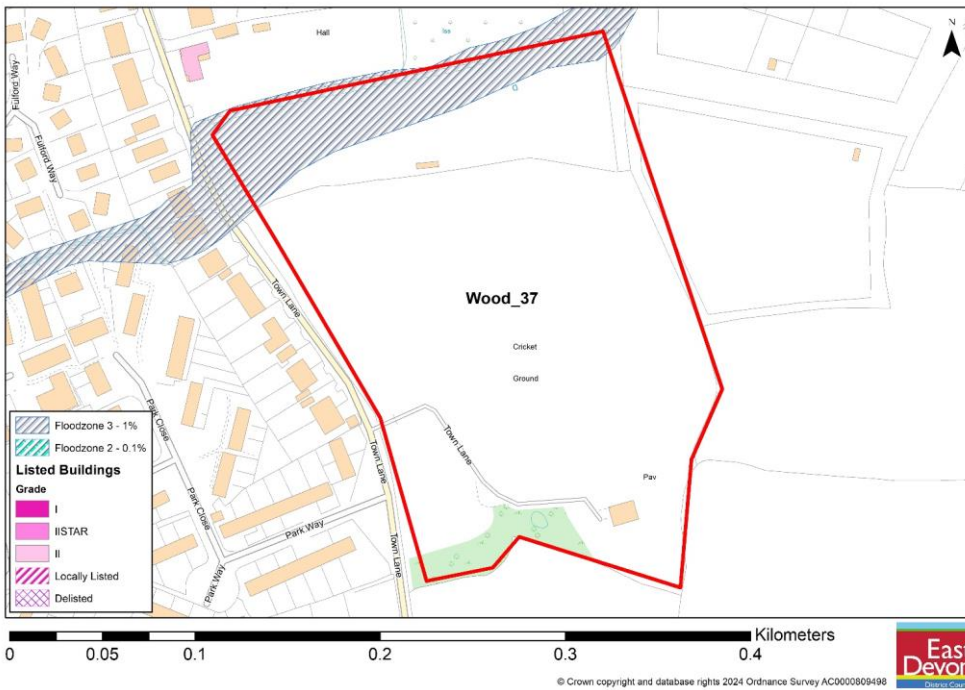 Hall
Iss
N
Fulford Way
Fulford Way
Town Lane
Wood_37
Cricket
Ground
Park Close
Town Lane
Town Lane
Pav
Park Close
Park Way
Park Way
Town Lane
Floodzone 3 - 1%
Floodzone 2 - 0.1%
Listed Buildings
Grade
I
IISTAR
II
Locally Listed
Delisted
Kilometers
0 0.05 0.1 0.2 0.3 0.4
© Crown copyright and database rights 2024 Ordnance Survey AC0000809498
East
Devon
District Counc